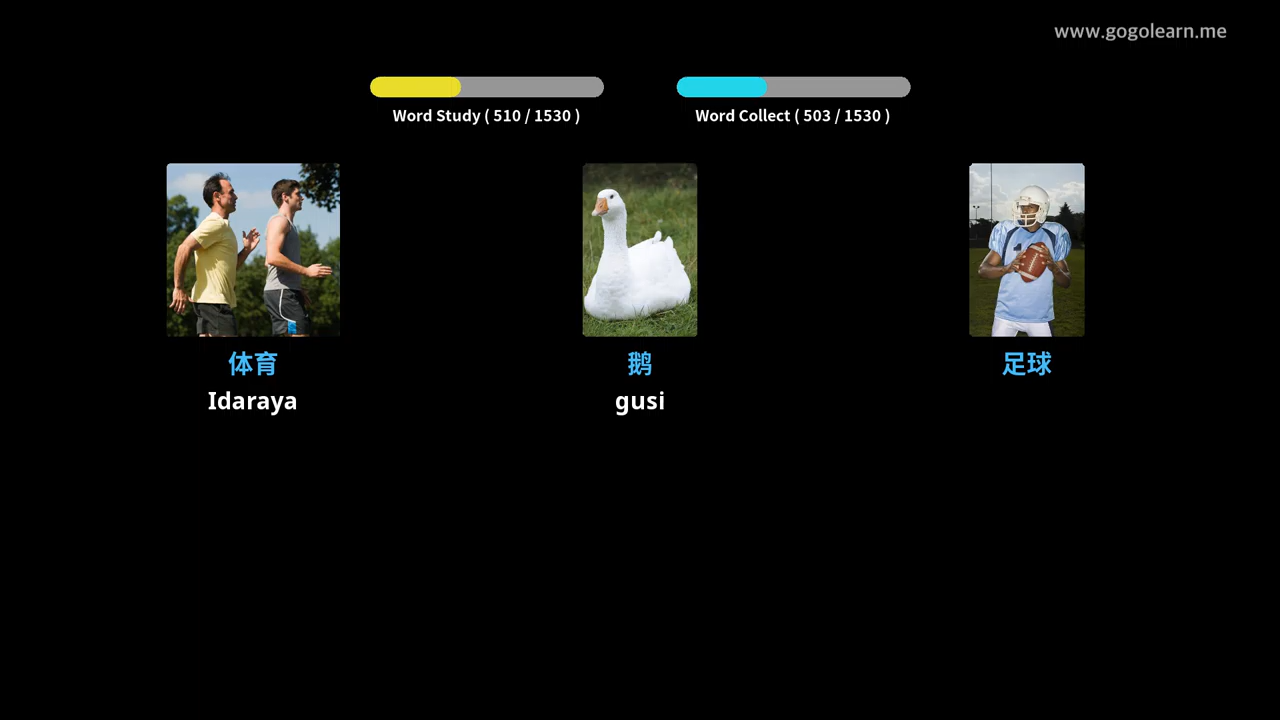 www.gogolearn.me
Word Study ( 510 / 1530 )
Word Collect ( 503 / 1530 )
体育
Idaraya
鹅
gusi
足球